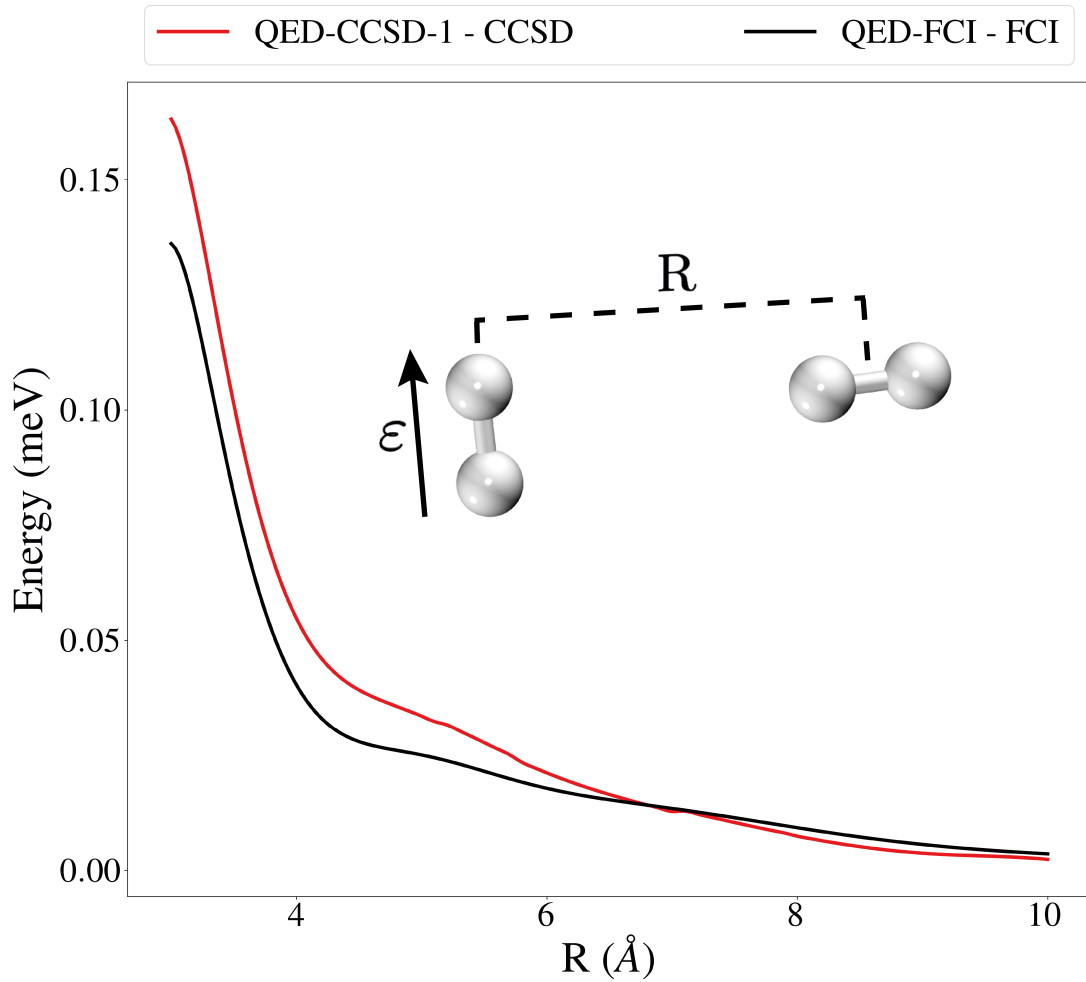 QED-CCSD-1 - CCSD
QED-FCI - FCI
0.15
0.10
0.05
0.00
Energy (meV)
R
ε
4
6
8
10
R (Å)